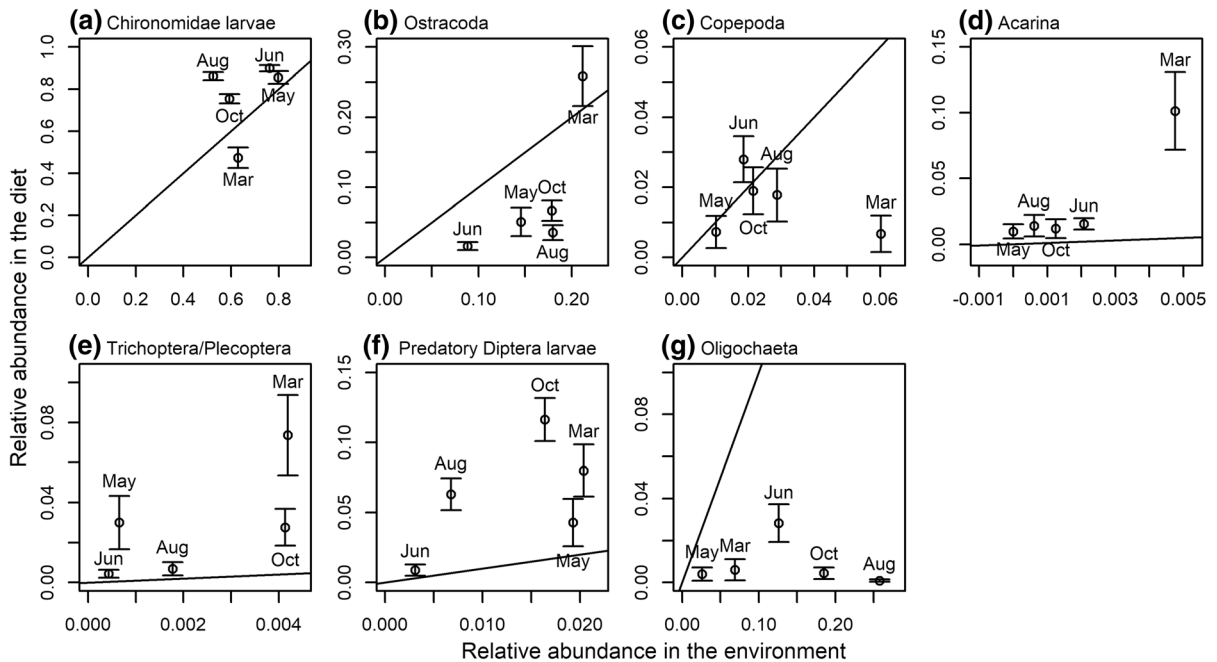 (a) Chironomidae larvae
Aug
Jun
May
Oct
Mar
0.0 0.2 0.4 0.6 0.8 1.0
0.0 0.2 0.4 0.6 0.8
(b) Ostracoda
Mar
May
Oct
Jun
Aug
0.00 0.10 0.20 0.30
0.00 0.10 0.20
(c) Copepoda
Jun
Aug
May
Oct
Mar
0.00 0.02 0.04 0.06
0.00 0.02 0.04 0.06
(d) Acarina
Mar
Aug
Jun
May
Oct
0.00 0.05 0.10 0.15
-0.001 0.001 0.003 0.005
(e) Trichoptera/Plecoptera
Mar
May
Jun
Aug
Oct
0.00 0.04 0.08
0.000 0.002 0.004
(f) Predatory Diptera larvae
Oct
Mar
Aug
Jun
May
0.00 0.05 0.10 0.15
0.000 0.010 0.020
(g) Oligochaeta
Jun
May
Mar
Oct
Aug
0.00 0.04 0.08
0.00 0.10 0.20
Relative abundance in the diet
Relative abundance in the environment